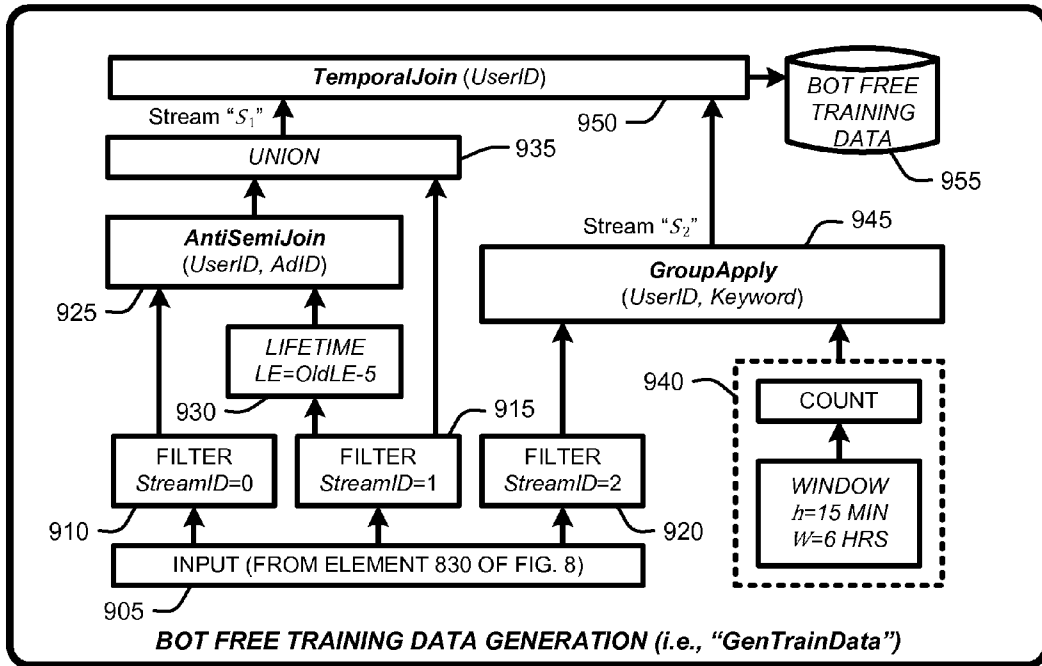 TemporalJoin (UserID)
950
BOT FREE
TRAINING
DATA
955
Stream “S₁”
UNION
935
AntiSemiJoin
(UserID, AdID)
925
Stream “S₂”
945
GroupApply
(UserID, Keyword)
LIFETIME
LE=OldLE-5
930
915
940
COUNT
FILTER
StreamID=0
910
FILTER
StreamID=1
FILTER
StreamID=2
920
WINDOW
h=15 MIN
W=6 HRS
INPUT (FROM ELEMENT 830 OF FIG. 8)
905
BOT FREE TRAINING DATA GENERATION (i.e., “GenTrainData”)